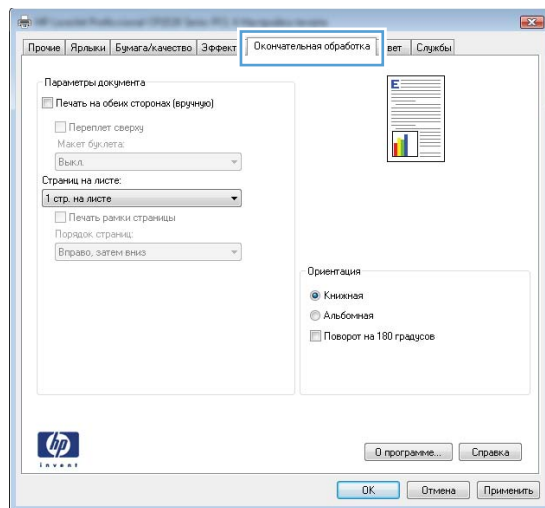 Прочие Ярлыки Бумага/качество Эффект Окончательная обработка вет Службы
Параметры документа
Печать на обеих сторонах (вручную)
Переплет сверху
Макет буклета:
Выкл.
Страниц на листе:
1 стр. на листе
Печать рамки страницы
Порядок страниц:
Вправо, затем вниз
E
Ориентация
Книжная
Альбомная
Поворот на 180 градусов
hp
invent
О программе... Справка
OK Отмена Применить